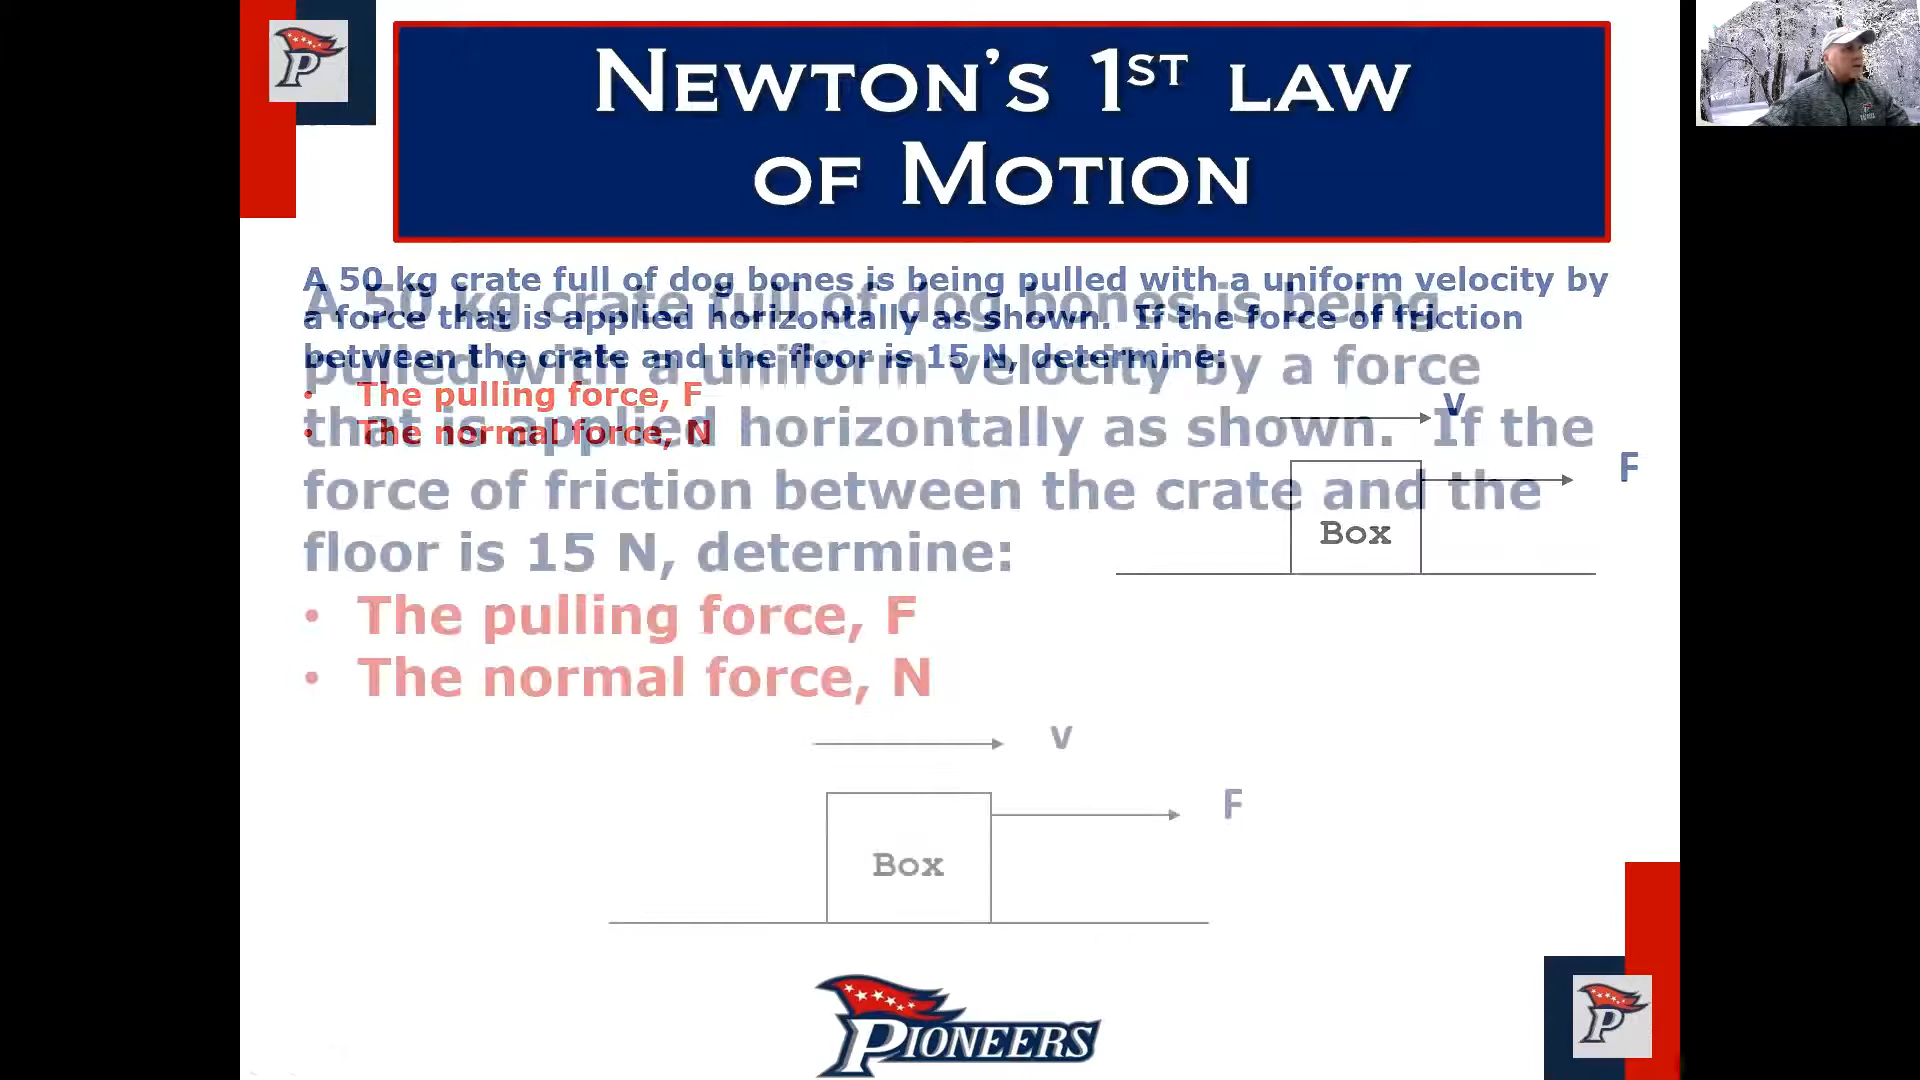 Newton's 1st law
of Motion
A 50 kg crate full of dog bones is being pulled with a uniform velocity by
a force that is applied horizontally as shown. If the force of friction
between the crate and the floor is 15 N, determine:
• The pulling force, F
• The normal force, N
v
F
Box
A 50 kg crate full of dog bones is being
pulled with a uniform velocity by a force
that is applied horizontally as shown. If the
force of friction between the crate and the
floor is 15 N, determine:
• The pulling force, F
• The normal force, N
v
F
Box
P
PIONEERS
P